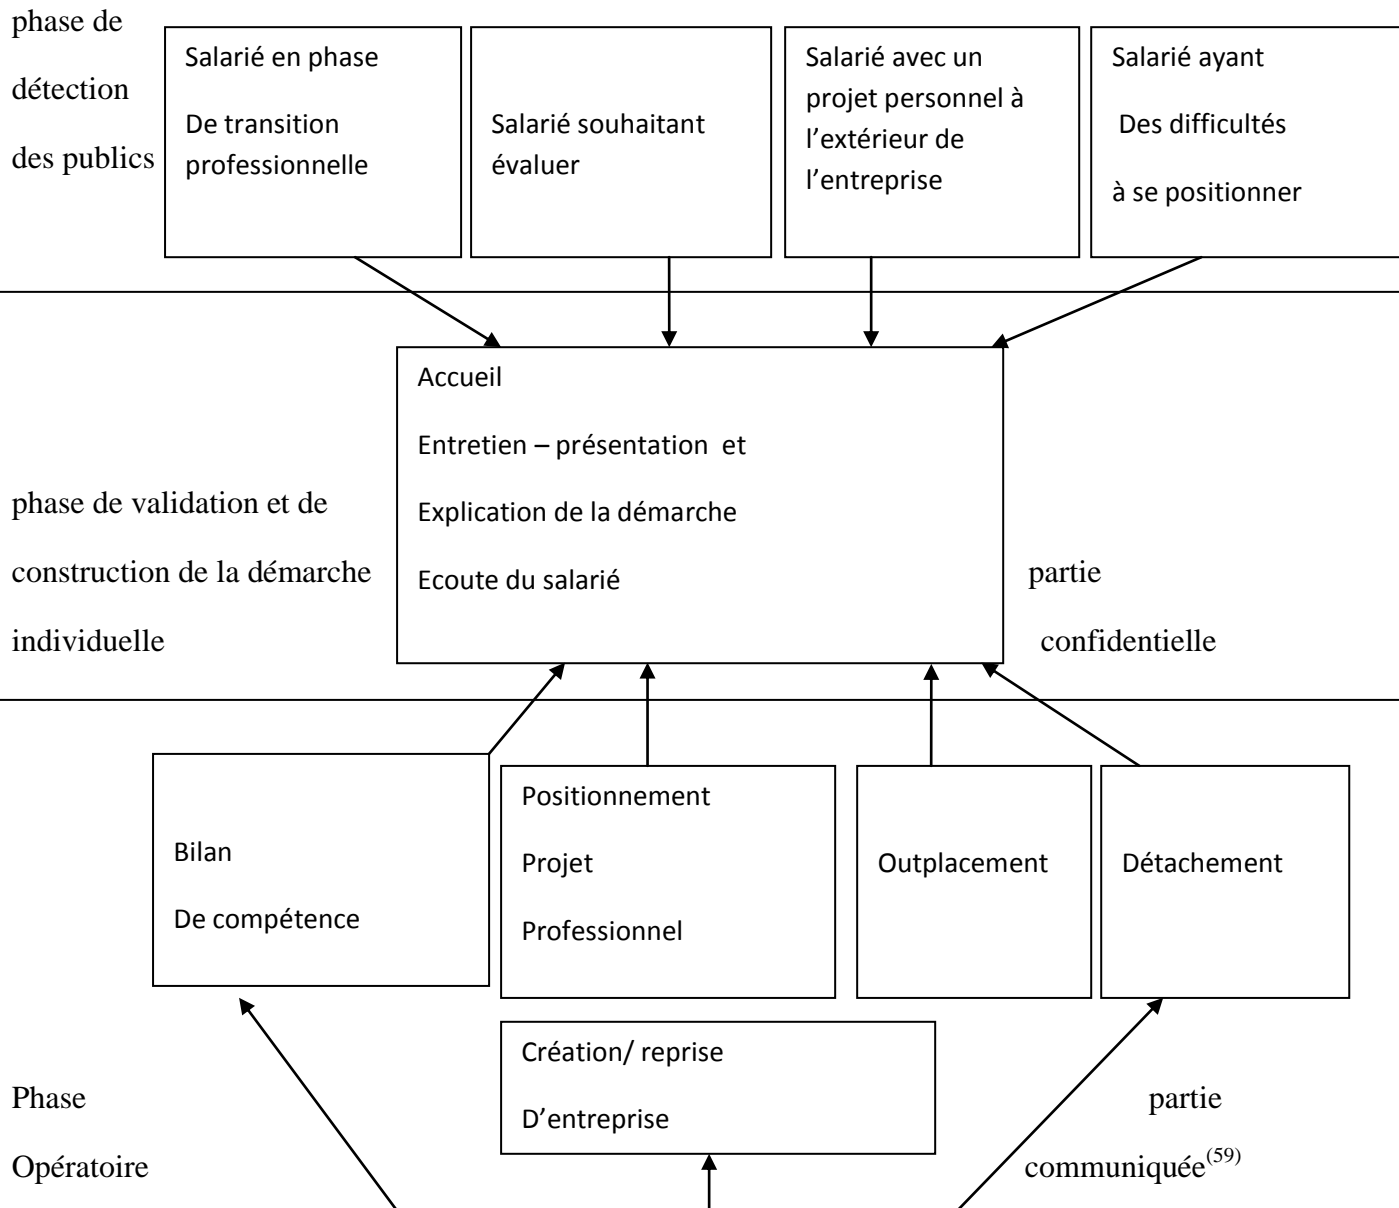 phase de
détection
des publics
Salarié en phase
De transition
professionnelle
Salarié souhaitant
évaluer
Salarié avec un
projet personnel à
l’extérieur de
l’entreprise
Salarié ayant
Des difficultés
à se positionner
phase de validation et de
construction de la démarche
individuelle
Accueil
Entretien – présentation et
Explication de la démarche
Ecoute du salarié
partie
confidentielle
Bilan
De compétence
Positionnement
Projet
Professionnel
Outplacement
Détachement
Création/ reprise
D’entreprise
Phase
Opératoire
partie
communiquée(59)